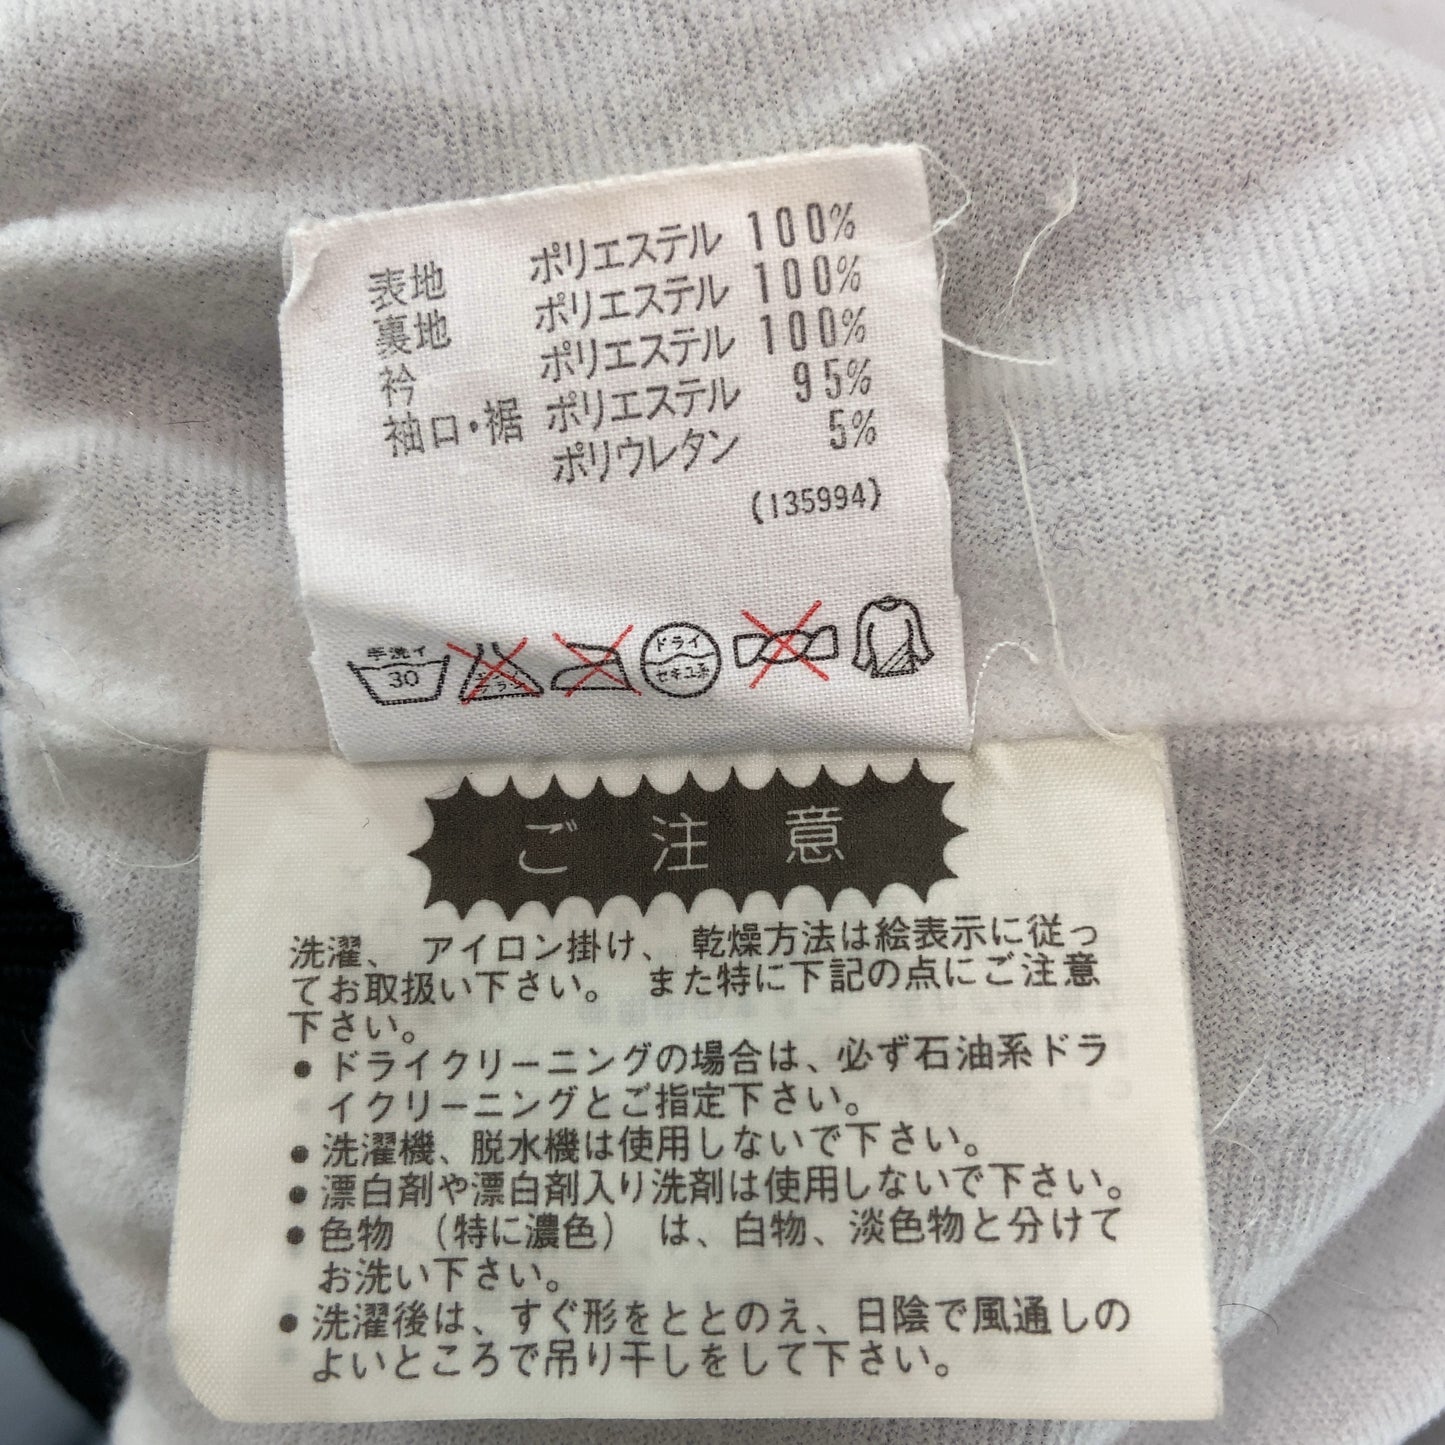 表地 ポリエステル 100%
裏地 ポリエステル 100%
衿 ポリエステル 100%
袖口・裾 ポリエステル 95%
ポリウレタン 5%
(135994)
手洗イ
30
エンソ
サラシ
ドライ
セキユ系
ご注意
洗濯、 アイロン掛け、 乾燥方法は絵表示に従っ
てお取扱い下さい。 また特に下記の点にご注意
下さい。
●ドライクリーニングの場合は、必ず石油系ドラ
イクリーニングとご指定下さい。
●洗濯機、脱水機は使用しないで下さい。
●漂白剤や漂白剤入り洗剤は使用しないで下さい。
●色物 (特に濃色) は、白物、淡色物と分けて
お洗い下さい。
●洗濯後は、すぐ形をととのえ、日陰で風通しの
よいところで吊り干しをして下さい。